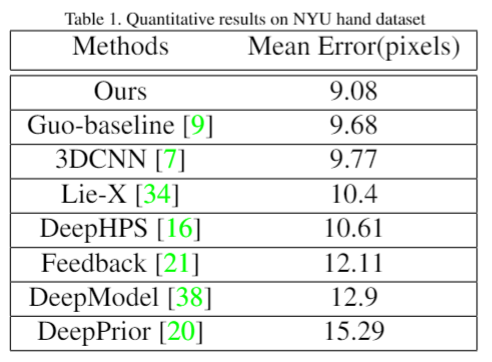 Table 1. Quantitative results on NYU hand dataset
Methods Mean Error(pixels)
Ours 9.08
Guo-baseline [9] 9.68
3DCNN [7] 9.77
Lie-X [34] 10.4
DeepHPS [16] 10.61
Feedback [21] 12.11
DeepModel [38] 12.9
DeepPrior [20] 15.29